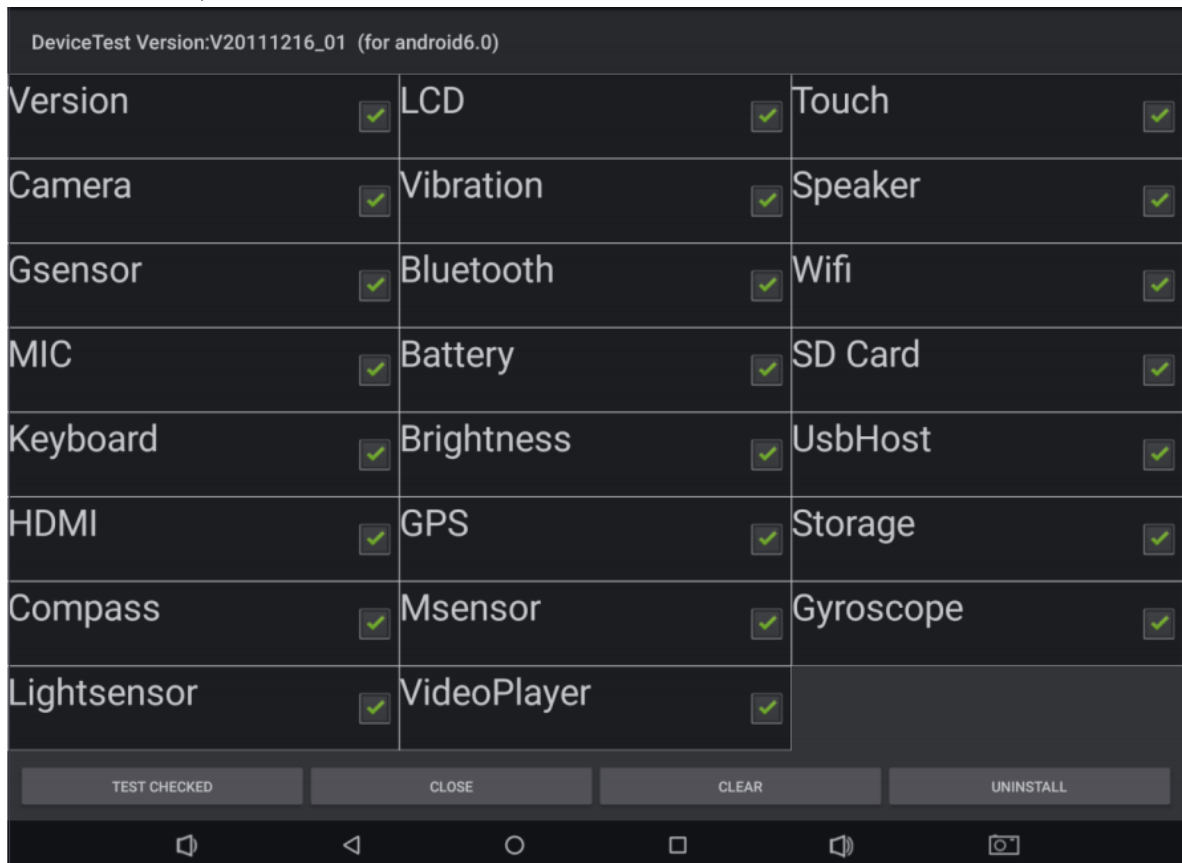 DeviceTest Version:V20111216_01 (for android6.0)
Version LCD Touch
Camera Vibration Speaker
Gsensor Bluetooth Wifi
MIC Battery SD Card
Keyboard Brightness UsbHost
HDMI GPS Storage
Compass Msensor Gyroscope
Lightsensor VideoPlayer
TEST CHECKED CLOSE CLEAR UNINSTALL